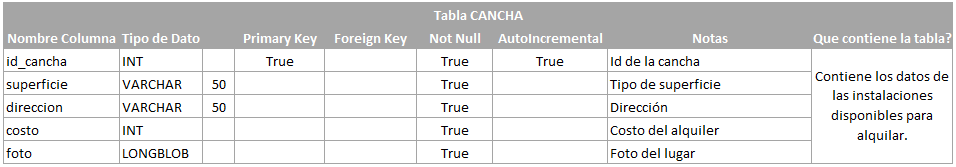 Tabla CANCHA
Nombre Columna Tipo de Dato Primary Key Foreign Key Not Null AutoIncremental Notas Que contiene la tabla?
id_cancha INT True True True Id de la cancha
superficie VARCHAR 50 True Tipo de superficie
direccion VARCHAR 50 True Dirección
costo INT True Costo del alquiler
foto LONGBLOB True Foto del lugar
Contiene los datos de
las instalaciones
disponibles para
alquilar.